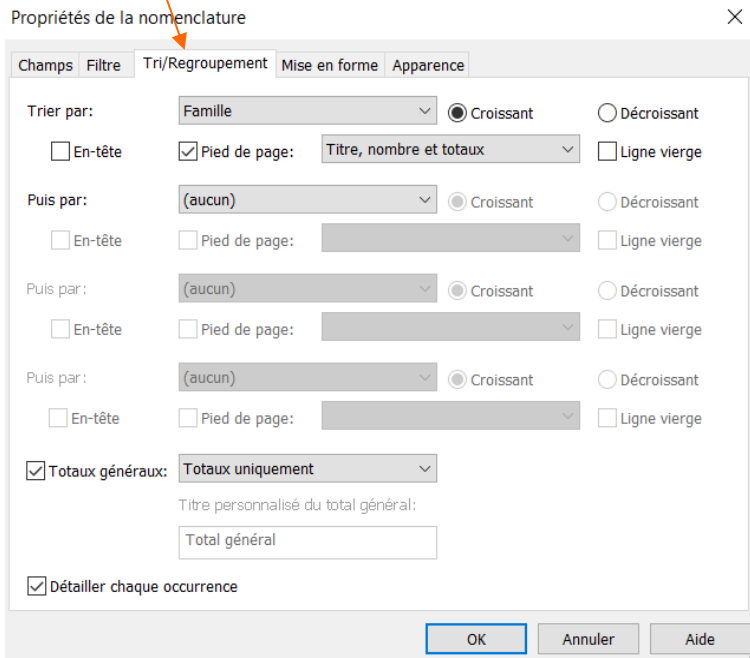 Propriétés de la nomenclature
Champs Filtre Tri/Regroupement Mise en forme Apparence
Trier par: Famille Croissant Décroissant
En-tête Pied de page: Titre, nombre et totaux Ligne vierge
Puis par: (aucun) Croissant Décroissant
En-tête Pied de page: Ligne vierge
Puis par: (aucun) Croissant Décroissant
En-tête Pied de page: Ligne vierge
Puis par: (aucun) Croissant Décroissant
En-tête Pied de page: Ligne vierge
Totaux généraux: Totaux uniquement
Titre personnalisé du total général:
Total général
Détailler chaque occurrence
OK Annuler Aide